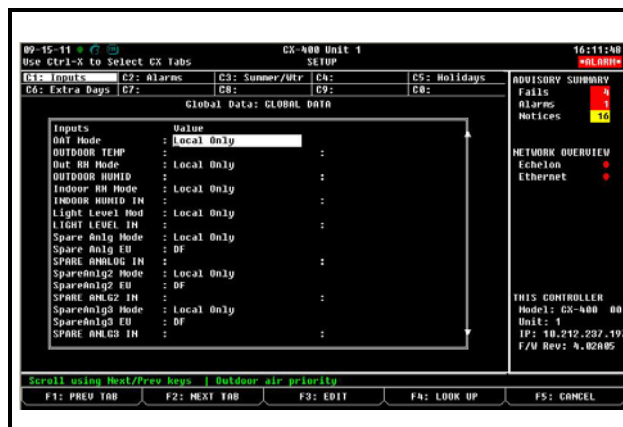 09-15-11 CX-400 Unit 1 16:11:48
Use Ctrl-X to Select CX Tabs SETUP *ALARM*
C1: Inputs C2: Alarms C3: Summer/Wtr C4: C5: Holidays
C6: Extra Days C7: C8: C9: C0:
Global Data: GLOBAL DATA
Inputs Value
OAT Mode : Local Only
OUTDOOR TEMP : :
Out RH Mode : Local Only
OUTDOOR HUMID : :
Indoor RH Mode : Local Only
INDOOR HUMID IN : :
Light Level Mod : Local Only
LIGHT LEVEL IN : :
Spare Anlg Mode : Local Only
Spare Anlg EU : DF
SPARE ANALOG IN : :
SpareAnlg2 Mode : Local Only
SpareAnlg2 EU : DF
SPARE ANLG2 IN : :
SpareAnlg3 Mode : Local Only
SpareAnlg3 EU : DF
SPARE ANLG3 IN : :
ADVISORY SUMMARY
Fails 4
Alarms 1
Notices 16
NETWORK OVERVIEW
Echelon
Ethernet
THIS CONTROLLER
Model: CX-400 00
Unit: 1
IP: 10.212.237.197
F/W Rev: 4.02A05
Scroll using Next/Prev keys | Outdoor air priority
F1: PREV TAB F2: NEXT TAB F3: EDIT F4: LOOK UP F5: CANCEL